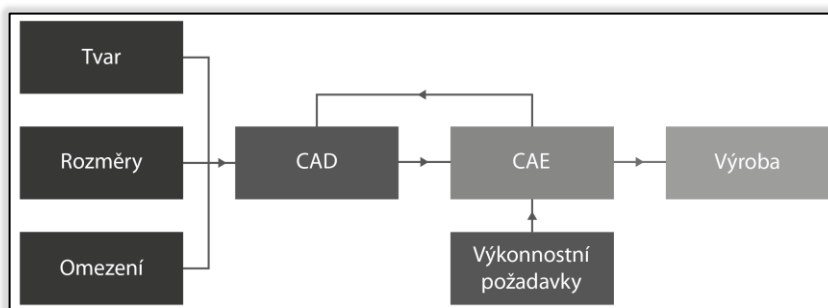 Tvar
Rozměry
CAD
CAE
Výroba
Omezení
Výkonnostní
požadavky